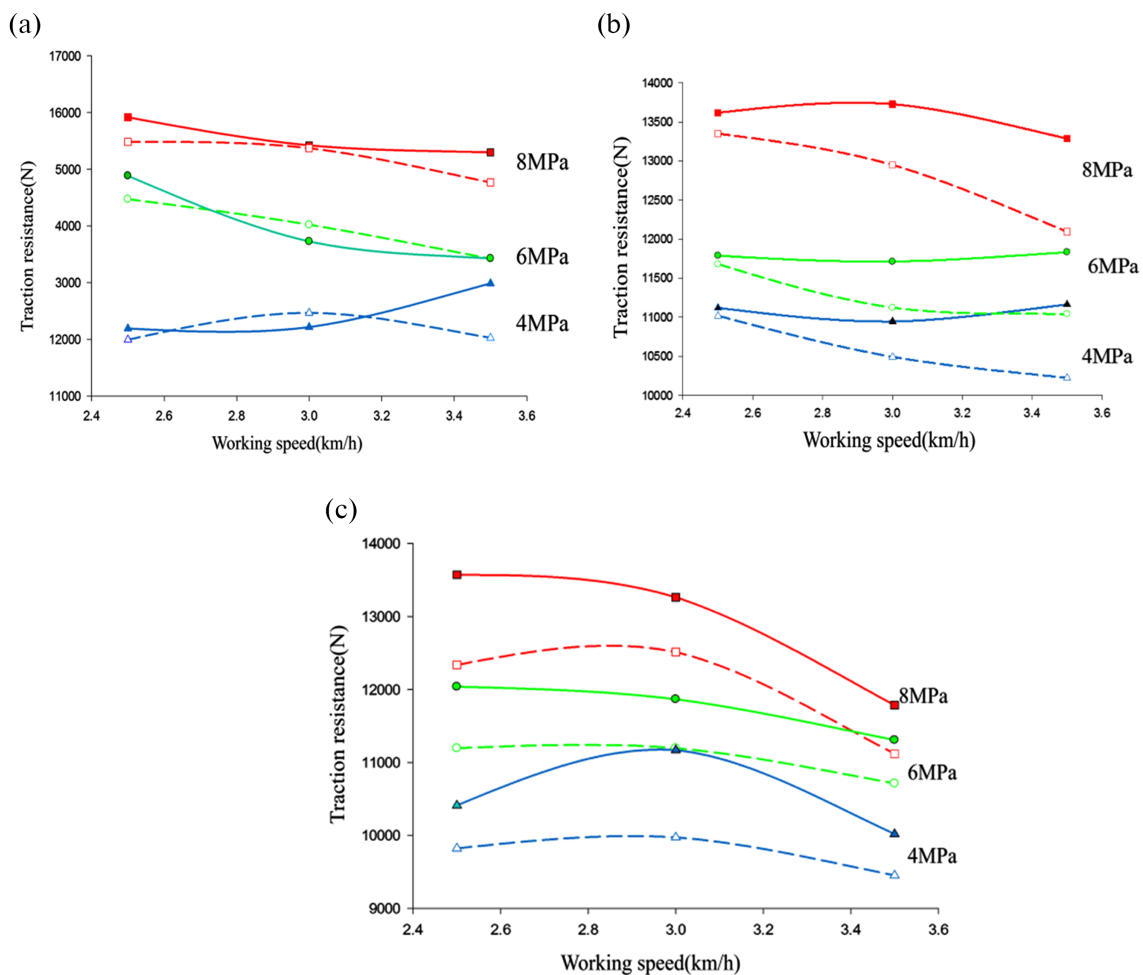 (a)
17000
16000
5000
4000
3000
12000
11000
Traction resistance(N)
8MPa
6MPa
4MPa
2.4 2.6 2.8 3.0 3.2 3.4 3.6
Working speed(km/h)
(b)
14000
13500
13000
12500
12000
11500
11000
10500
10000
Traction resistance(N)
8MPa
6MPa
4MPa
2.4 2.6 2.8 3.0 3.2 3.4 3.6
Working speed(km/h)
(c)
14000
13000
12000
11000
10000
9000
Traction resistance(N)
8MPa
6MPa
4MPa
2.4 2.6 2.8 3.0 3.2 3.4 3.6
Working speed(km/h)